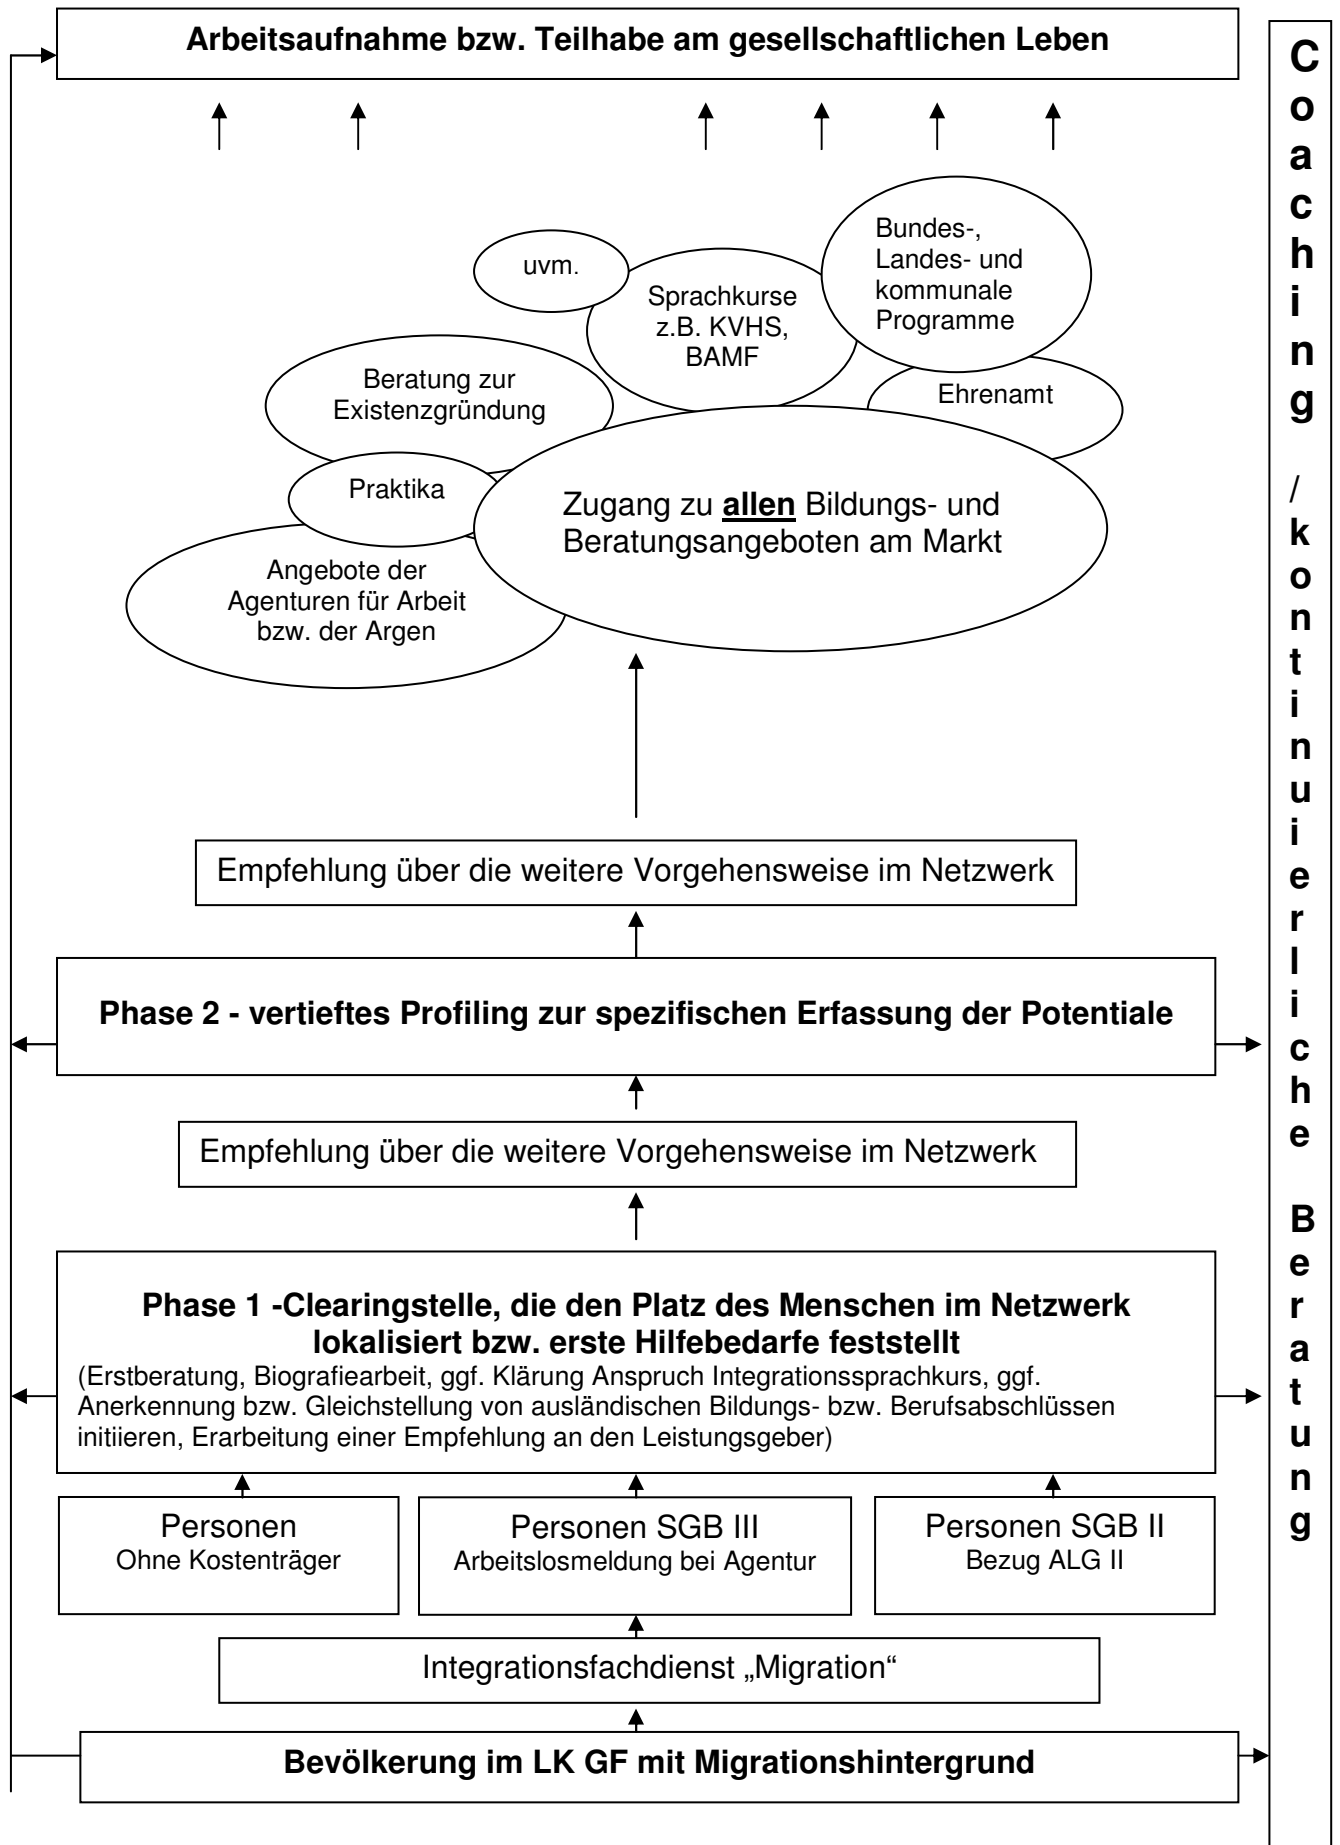 Arbeitsaufnahme bzw. Teilhabe am gesellschaftlichen Leben
uvm.
Sprachkurse
z.B. KVHS,
BAMF
Bundes-,
Landes- und
kommunale
Programme
Beratung zur
Existenzgründung
Ehrenamt
Praktika
Zugang zu allen Bildungs- und
Beratungsangeboten am Markt
Angebote der
Agenturen für Arbeit
bzw. der Argen
Empfehlung über die weitere Vorgehensweise im Netzwerk
Phase 2 - vertieftes Profiling zur spezifischen Erfassung der Potentiale
Empfehlung über die weitere Vorgehensweise im Netzwerk
Phase 1 -Clearingstelle, die den Platz des Menschen im Netzwerk
lokalisiert bzw. erste Hilfebedarfe feststellt
(Erstberatung, Biografiearbeit, ggf. Klärung Anspruch Integrationssprachkurs, ggf.
Anerkennung bzw. Gleichstellung von ausländischen Bildungs- bzw. Berufsabschlüssen
initiieren, Erarbeitung einer Empfehlung an den Leistungsgeber)
Personen
Ohne Kostenträger
Personen SGB III
Arbeitslosmeldung bei Agentur
Personen SGB II
Bezug ALG II
Integrationsfachdienst „Migration“
Bevölkerung im LK GF mit Migrationshintergrund
Coaching /kontinuierliche Beratung